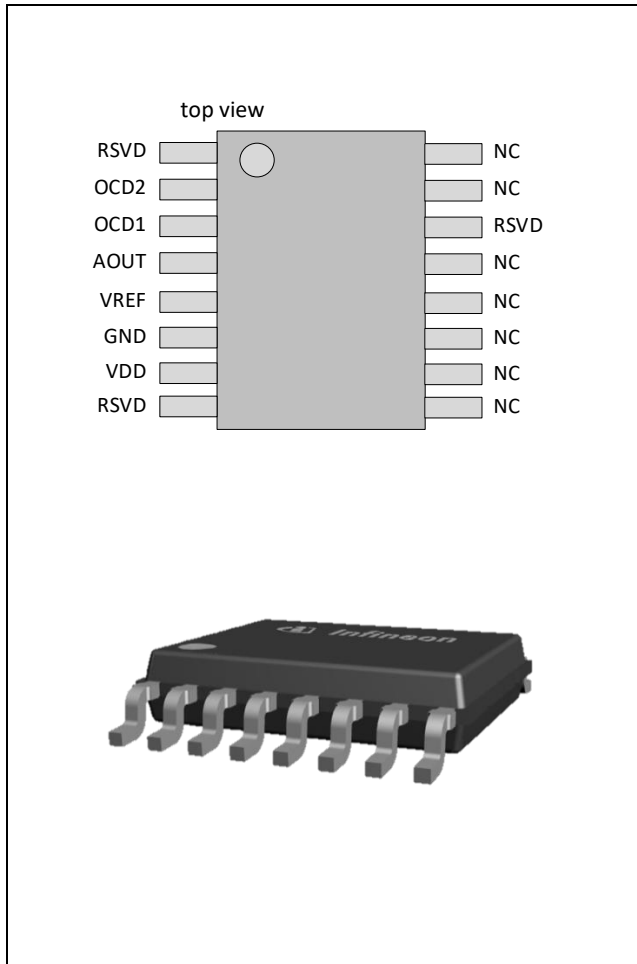 top view
RSVD
OCD2
OCD1
AOUT
VREF
GND
VDD
RSVD
NC
NC
RSVD
NC
NC
NC
NC
NC
Infineon